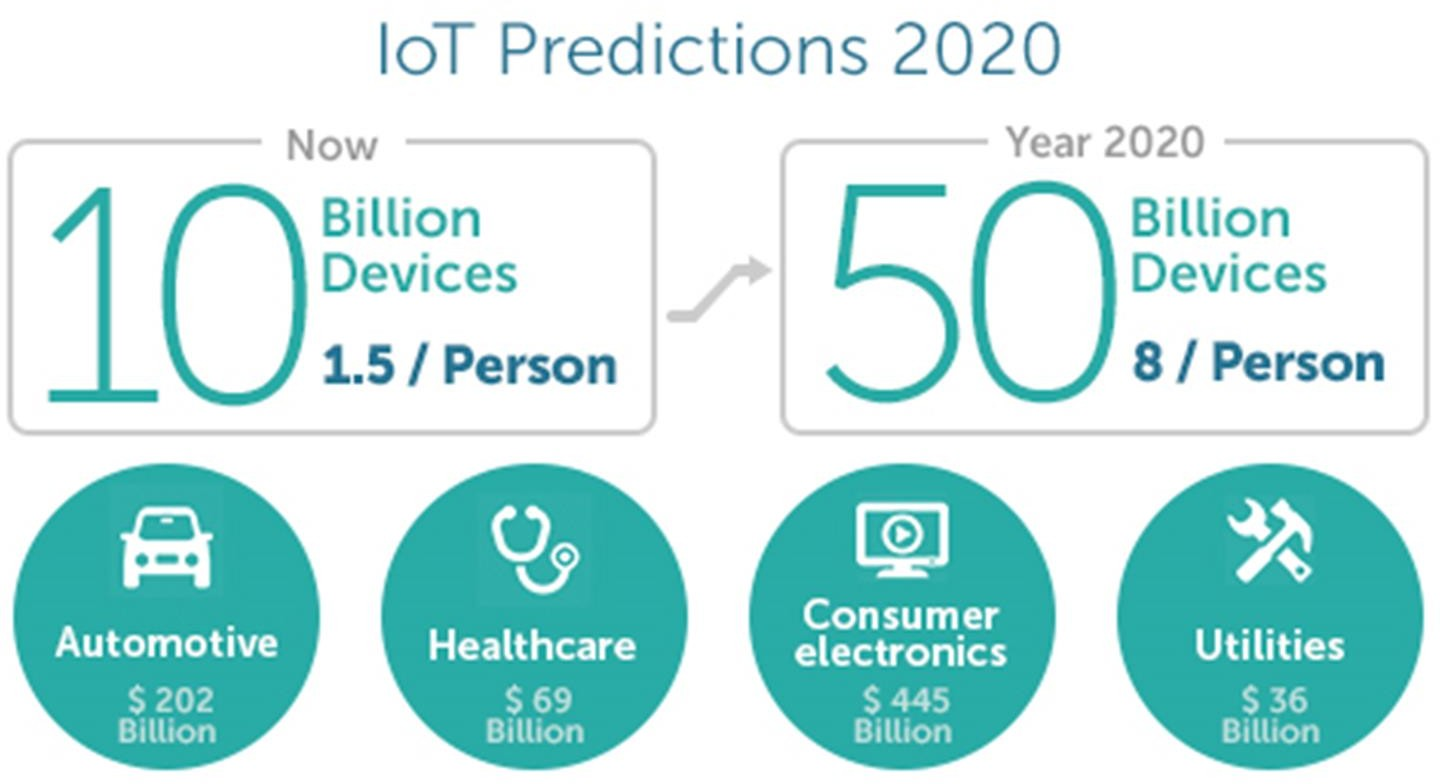 IoT Predictions 2020
Now
10
Billion
Devices
1.5 / Person
Year 2020
50
Billion
Devices
8 / Person
Automotive
$ 202
Billion
Healthcare
$ 69
Billion
Consumer
electronics
$ 445
Billion
Utilities
$ 36
Billion